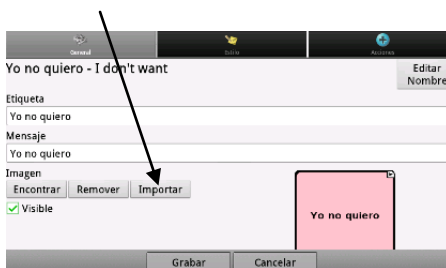 General Estilo Acciones
Yo no quiero - I don't want
Editar
Nombre
Etiqueta
Yo no quiero
Mensaje
Yo no quiero
Imagen
Encontrar Remover Importar
Visible
Yo no quiero
Grabar Cancelar